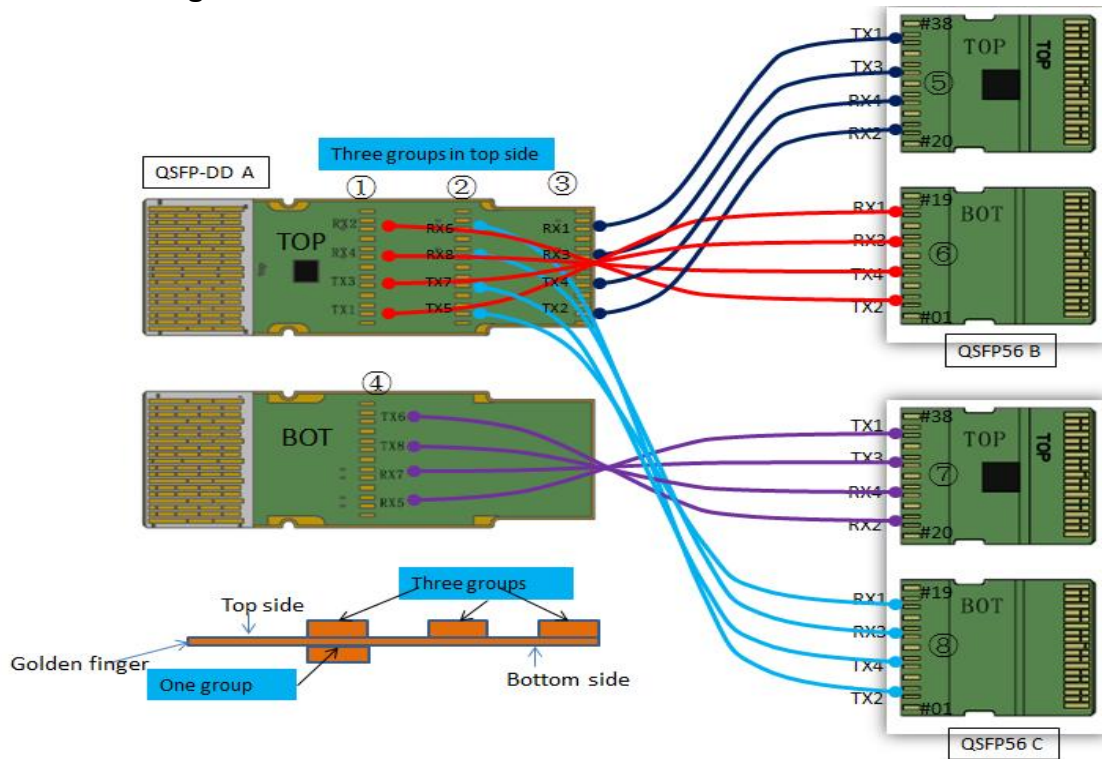 TX1
TX3
RX4
RX2
#38
TOP
TOP
⑤
#20
Three groups in top side
QSFP-DD A
①
②
③
TOP
RX2
RX4
TX3
TX1
RX6
RX8
TX7
TX5
RX1
RX3
TX4
TX2
RX1
RX3
TX4
TX2
#19
BOT
⑥
#01
QSFP56 B
④
BOT
TX6
TX8
RX7
RX5
TX1
TX3
RX4
RX2
#38
TOP
TOP
⑦
#20
Three groups
Top side
Golden finger
One group
Bottom side
RX1
RX3
TX4
TX2
#19
BOT
⑧
#01
QSFP56 C